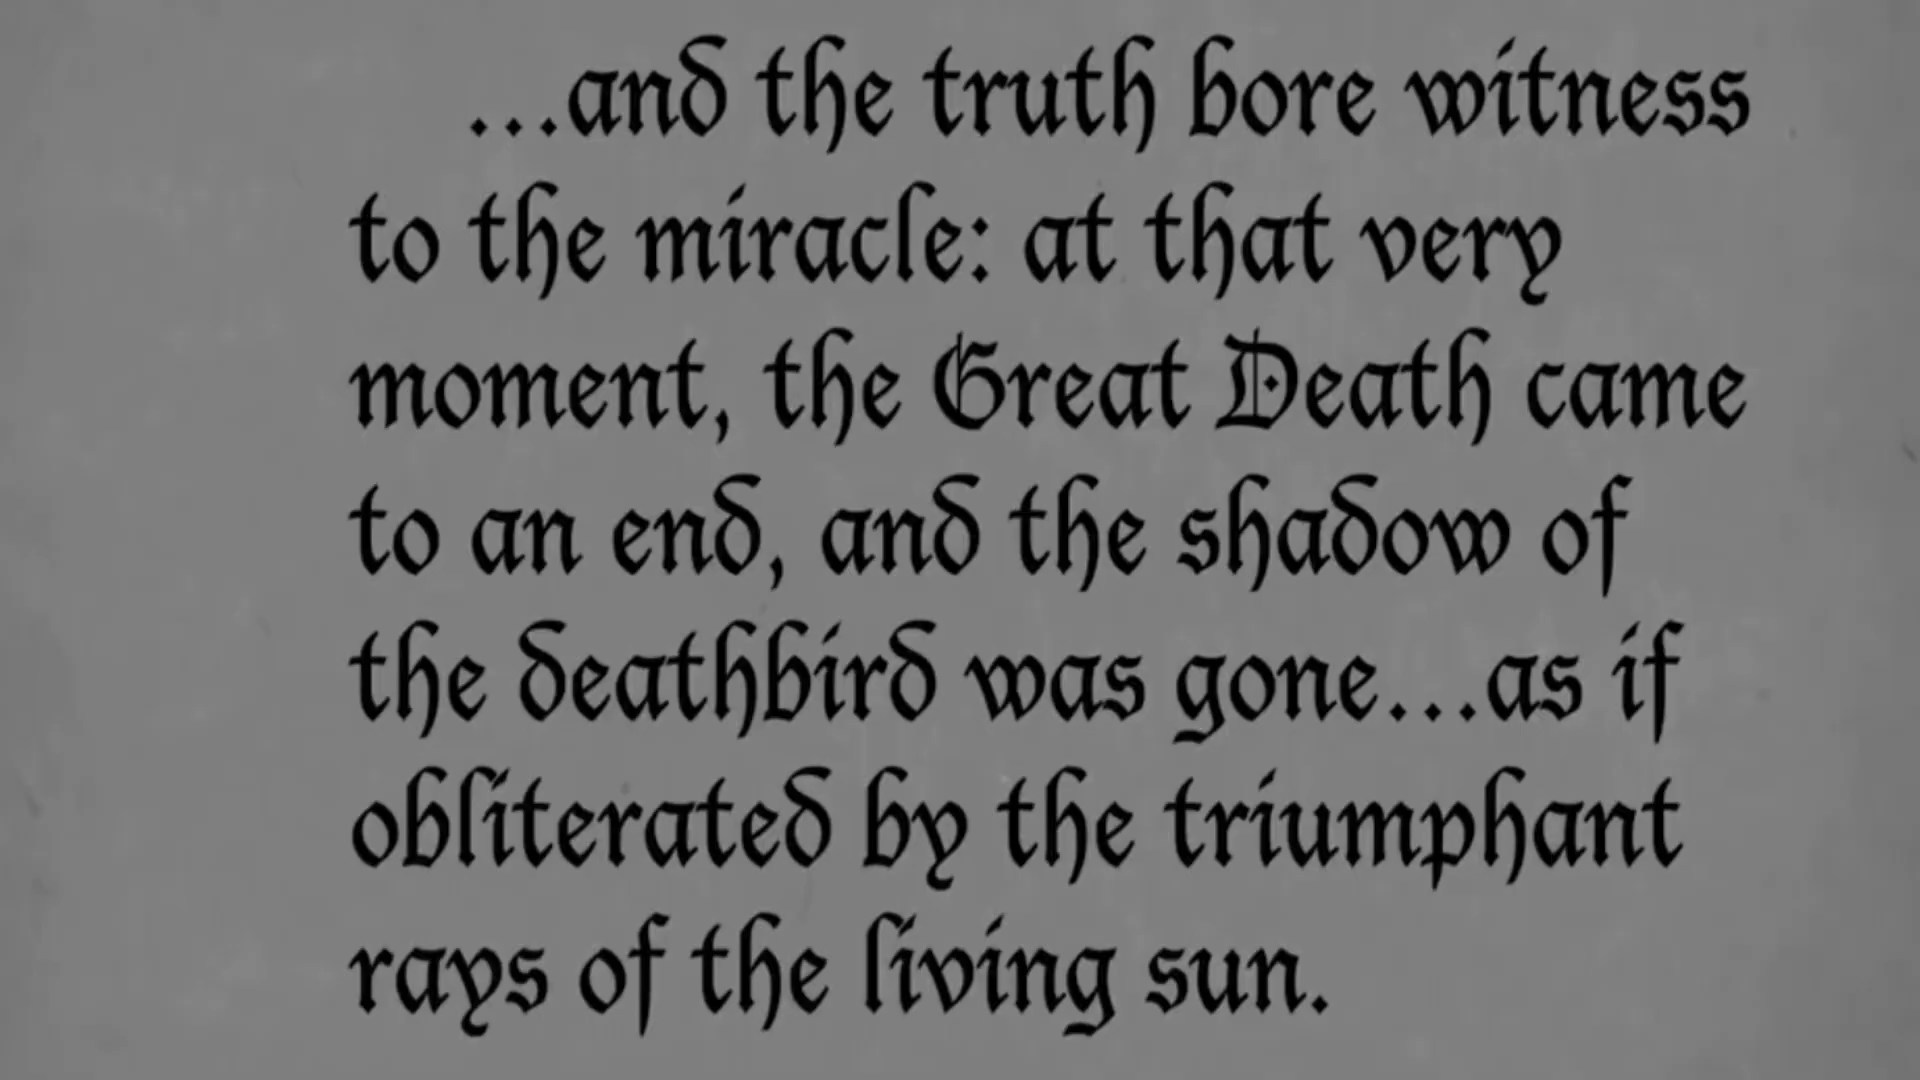 ...and the truth bore witness
to the miracle: at that very
moment, the Great Death came
to an end, and the shadow of
the deathbird was gone...as if
obliterated by the triumphant
rays of the living sun.